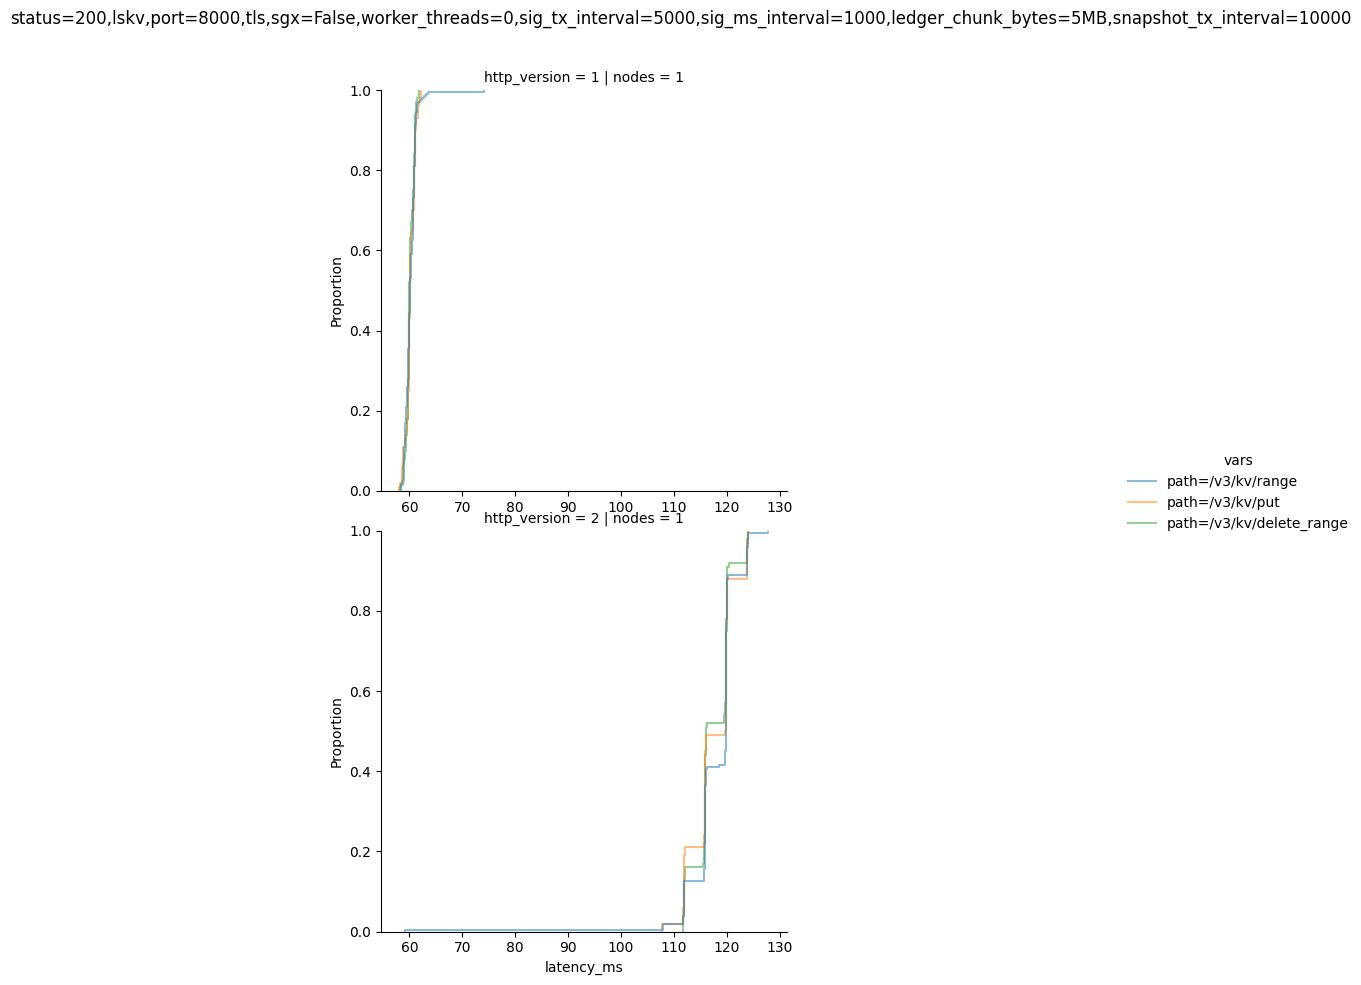 status=200,lskv,port=8000,tls,sgx=False,worker_threads=0,sig_tx_interval=5000,sig_ms_interval=1000,ledger_chunk_bytes=5MB,snapshot_tx_interval=10000
http_version = 1 | nodes = 1
1.0
0.8
0.6
0.4
0.2
0.0
Proportion
60 70 80 90 100 110 120 130
http_version = 2 | nodes = 1
1.0
0.8
0.6
0.4
0.2
0.0
Proportion
60 70 80 90 100 110 120 130
latency_ms
vars
path=/v3/kv/range
path=/v3/kv/put
path=/v3/kv/delete_range